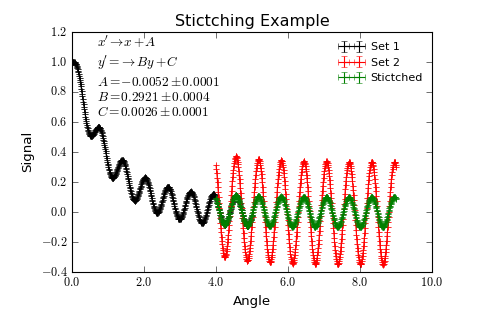 Stictching Example
x′→x+A
y′=→By+C
A=−0.0052±0.0001
B=0.2921±0.0004
C=0.0026±0.0001
Set 1
Set 2
Stictched
Signal
1.2
1.0
0.8
0.6
0.4
0.2
0.0
−0.2
−0.4
0.0 2.0 4.0 6.0 8.0 10.0
Angle